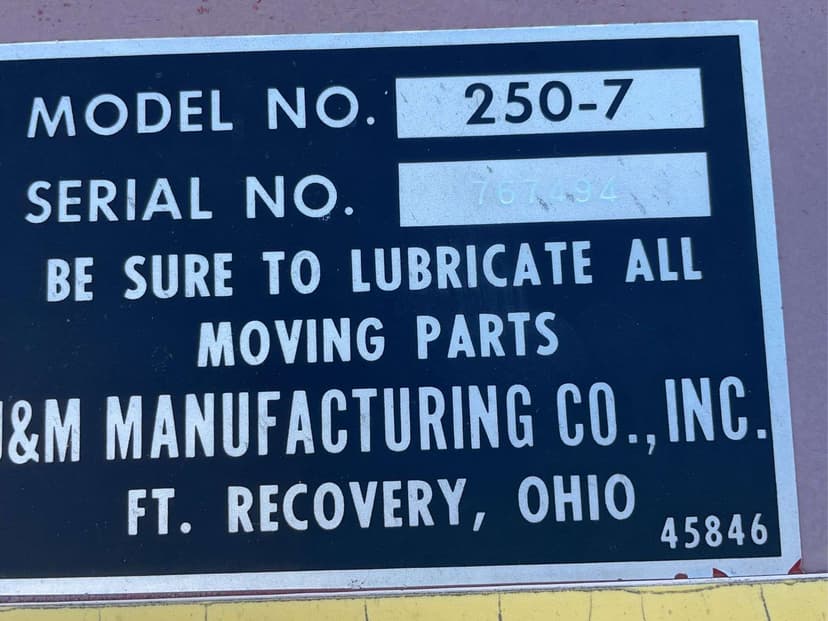 MODEL NO. 250-7
SERIAL NO. 767494
BE SURE TO LUBRICATE ALL
MOVING PARTS
J&M MANUFACTURING CO., INC.
FT. RECOVERY, OHIO
45846